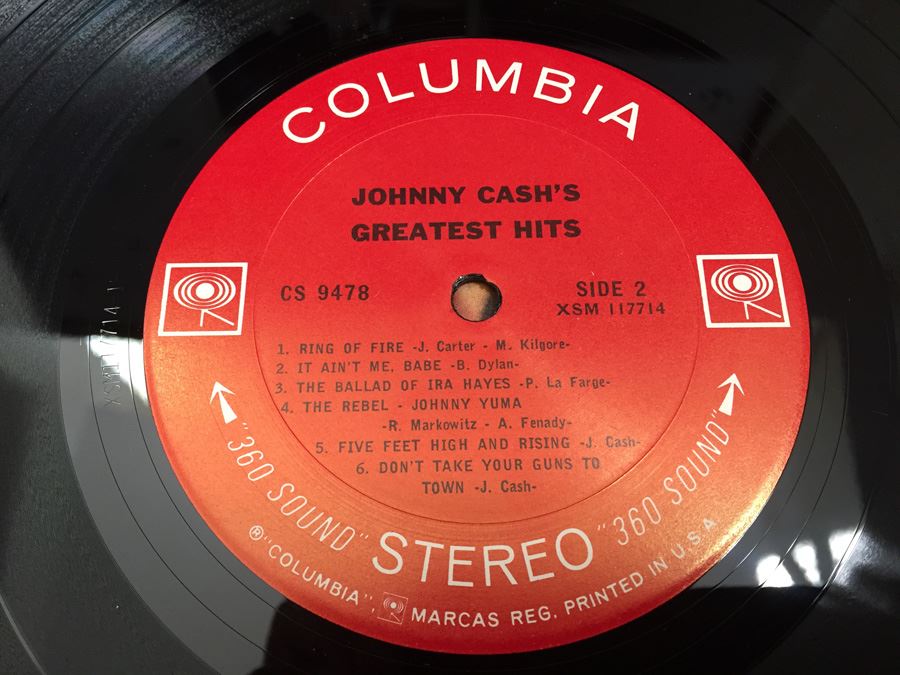 COLUMBIA
JOHNNY CASH'S
GREATEST HITS
CS 9478
SIDE 2
XSM 117714
1. RING OF FIRE -J. Carter - M. Kilgore-
2. IT AIN'T ME, BABE -B. Dylan-
3. THE BALLAD OF IRA HAYES -P. La Farge-
4. THE REBEL - JOHNNY YUMA
-R. Markowitz - A. Fenady-
5. FIVE FEET HIGH AND RISING -J. Cash-
6. DON'T TAKE YOUR GUNS TO
TOWN -J. Cash-
"360 SOUND" STEREO "360 SOUND"
® "COLUMBIA", MARCAS REG. PRINTED IN U.S.A.